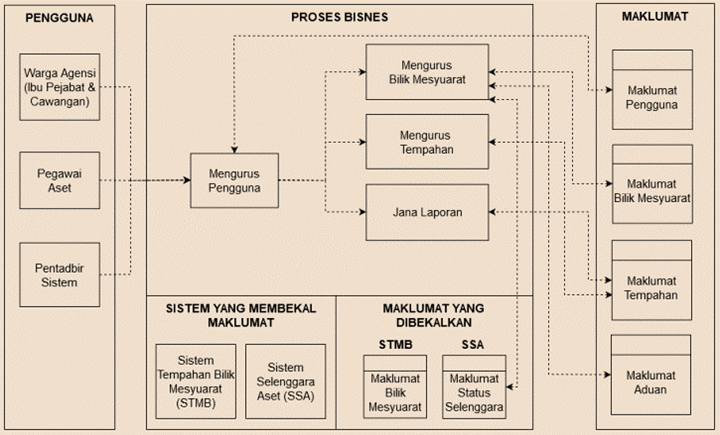 PENGGUNA
Warga Agensi
(Ibu Pejabat &
Cawangan)
Pegawai
Aset
Pentadbir
Sistem
PROSES BISNES
Mengurus
Pengguna
Mengurus
Bilik Mesyuarat
Mengurus
Tempahan
Jana Laporan
SISTEM YANG MEMBEKAL
MAKLUMAT
Sistem
Tempahan Bilik
Mesyuarat
(STMB)
Sistem
Selenggara
Aset (SSA)
MAKLUMAT YANG
DIBEKALKAN
STMB
Maklumat
Bilik
Mesyuarat
SSA
Maklumat
Status
Selenggara
MAKLUMAT
Maklumat
Pengguna
Maklumat
Bilik Mesyuarat
Maklumat
Tempahan
Maklumat
Aduan